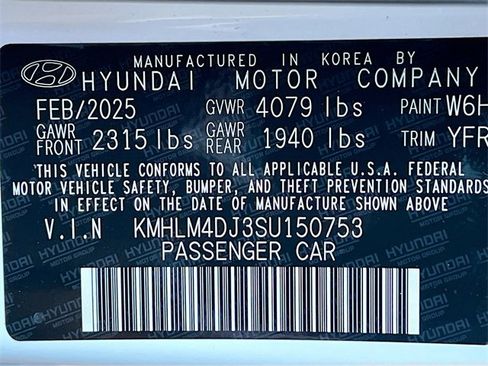 MANUFACTURED IN KOREA BY
HYUNDAI MOTOR COMPANY
FEB/2025 GVWR 4079 lbs PAINT W6H
GAWR FRONT 2315 lbs GAWR REAR 1940 lbs TRIM YFR
THIS VEHICLE CONFORMS TO ALL APPLICABLE U.S.A. FEDERAL
MOTOR VEHICLE SAFETY, BUMPER, AND THEFT PREVENTION STANDARDS
IN EFFECT ON THE DATE OF MANUFACTURE SHOWN ABOVE
V.I.N KMHLM4DJ3SU150753
PASSENGER CAR